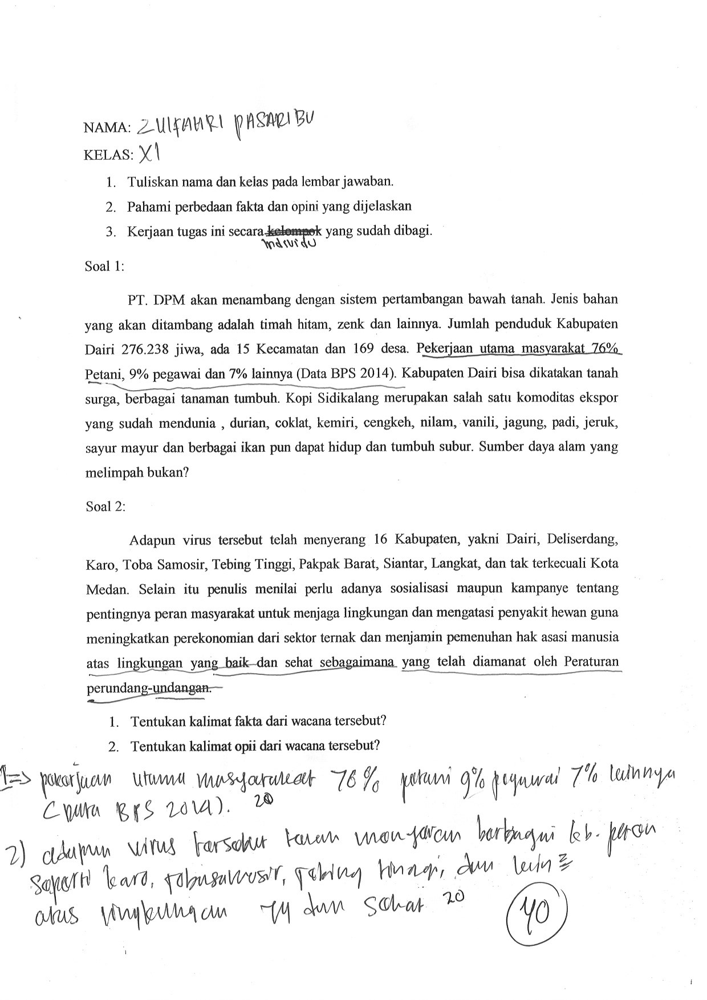 NAMA: ZULFAHRI PASARIBU
KELAS: XI
1. Tuliskan nama dan kelas pada lembar jawaban.
2. Pahami perbedaan fakta dan opini yang dijelaskan
3. Kerjaan tugas ini secara kelompok yang sudah dibagi.
individu
Soal 1:
PT. DPM akan menambang dengan sistem pertambangan bawah tanah. Jenis bahan
yang akan ditambang adalah timah hitam, zenk dan lainnya. Jumlah penduduk Kabupaten
Dairi 276.238 jiwa, ada 15 Kecamatan dan 169 desa. Pekerjaan utama masyarakat 76%
Petani, 9% pegawai dan 7% lainnya (Data BPS 2014). Kabupaten Dairi bisa dikatakan tanah
surga, berbagai tanaman tumbuh. Kopi Sidikalang merupakan salah satu komoditas ekspor
yang sudah mendunia , durian, coklat, kemiri, cengkeh, nilam, vanili, jagung, padi, jeruk,
sayur mayur dan berbagai ikan pun dapat hidup dan tumbuh subur. Sumber daya alam yang
melimpah bukan?
Soal 2:
Adapun virus tersebut telah menyerang 16 Kabupaten, yakni Dairi, Deliserdang,
Karo, Toba Samosir, Tebing Tinggi, Pakpak Barat, Siantar, Langkat, dan tak terkecuali Kota
Medan. Selain itu penulis menilai perlu adanya sosialisasi maupun kampanye tentang
pentingnya peran masyarakat untuk menjaga lingkungan dan mengatasi penyakit hewan guna
meningkatkan perekonomian dari sektor ternak dan menjamin pemenuhan hak asasi manusia
atas lingkungan yang baik dan sehat sebagaimana yang telah diamanat oleh Peraturan
perundang-undangan.
1. Tentukan kalimat fakta dari wacana tersebut?
2. Tentukan kalimat opii dari wacana tersebut?
1=> pekerjaan utama masyarakat 76% petani 9% pegawai 7% lainnya
(Data BPS 2014). 20
2) adapun virus tersebut telah menyaran berbagai kb.
seperti karo, tobasamosir, tebing tinggi, dan lain2
atas lingkungan yg dan sehat 20
40